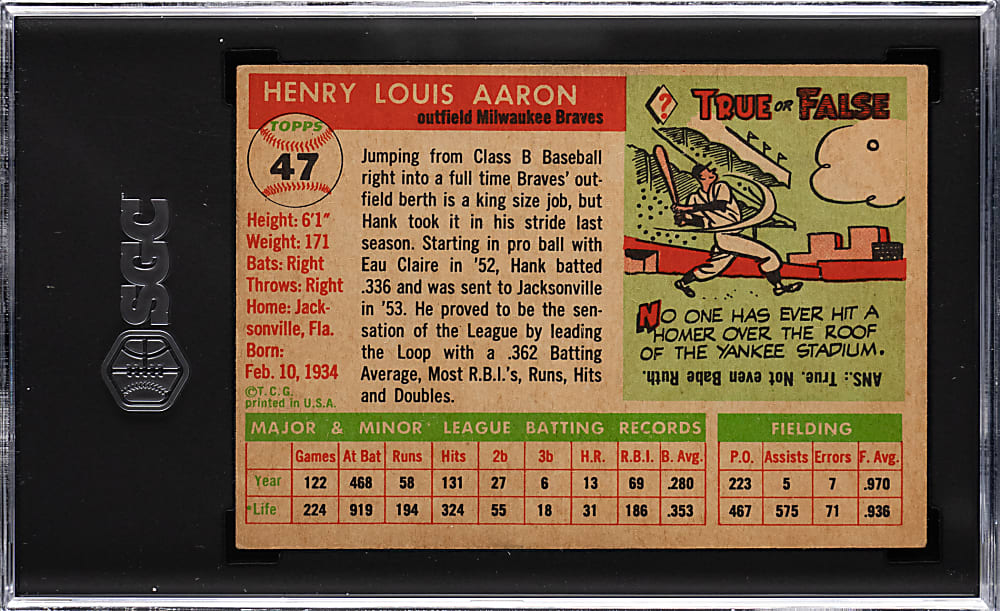 SGC
HENRY LOUIS AARON
outfield Milwaukee Braves
TOPPS
47
Height: 6'1"
Weight: 171
Bats: Right
Throws: Right
Home: Jack-
sonville, Fla.
Born:
Feb. 10, 1934
©T.C.G.
printed in U.S.A.
Jumping from Class B Baseball
right into a full time Braves' out-
field berth is a king size job, but
Hank took it in his stride last
season. Starting in pro ball with
Eau Claire in '52, Hank batted
.336 and was sent to Jacksonville
in '53. He proved to be the sen-
sation of the League by leading
the Loop with a .362 Batting
Average, Most R.B.I.'s, Runs, Hits
and Doubles.
? TRUE OR FALSE
NO ONE HAS EVER HIT A
HOMER OVER THE ROOF
OF THE YANKEE STADIUM.
ANS.: True. Not even Babe Ruth.
MAJOR & MINOR LEAGUE BATTING RECORDS
Games At Bat Runs Hits 2b 3b H.R. R.B.I. B. Avg.
Year 122 468 58 131 27 6 13 69 .280
Life 224 919 194 324 55 18 31 186 .353
FIELDING
P.O. Assists Errors F. Avg.
223 5 7 .970
467 575 71 .936